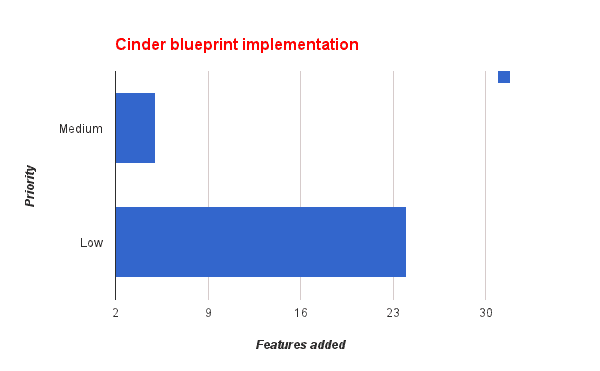 Cinder blueprint implementation
Medium
Priority
Low
2 9 16 23 30
Features added